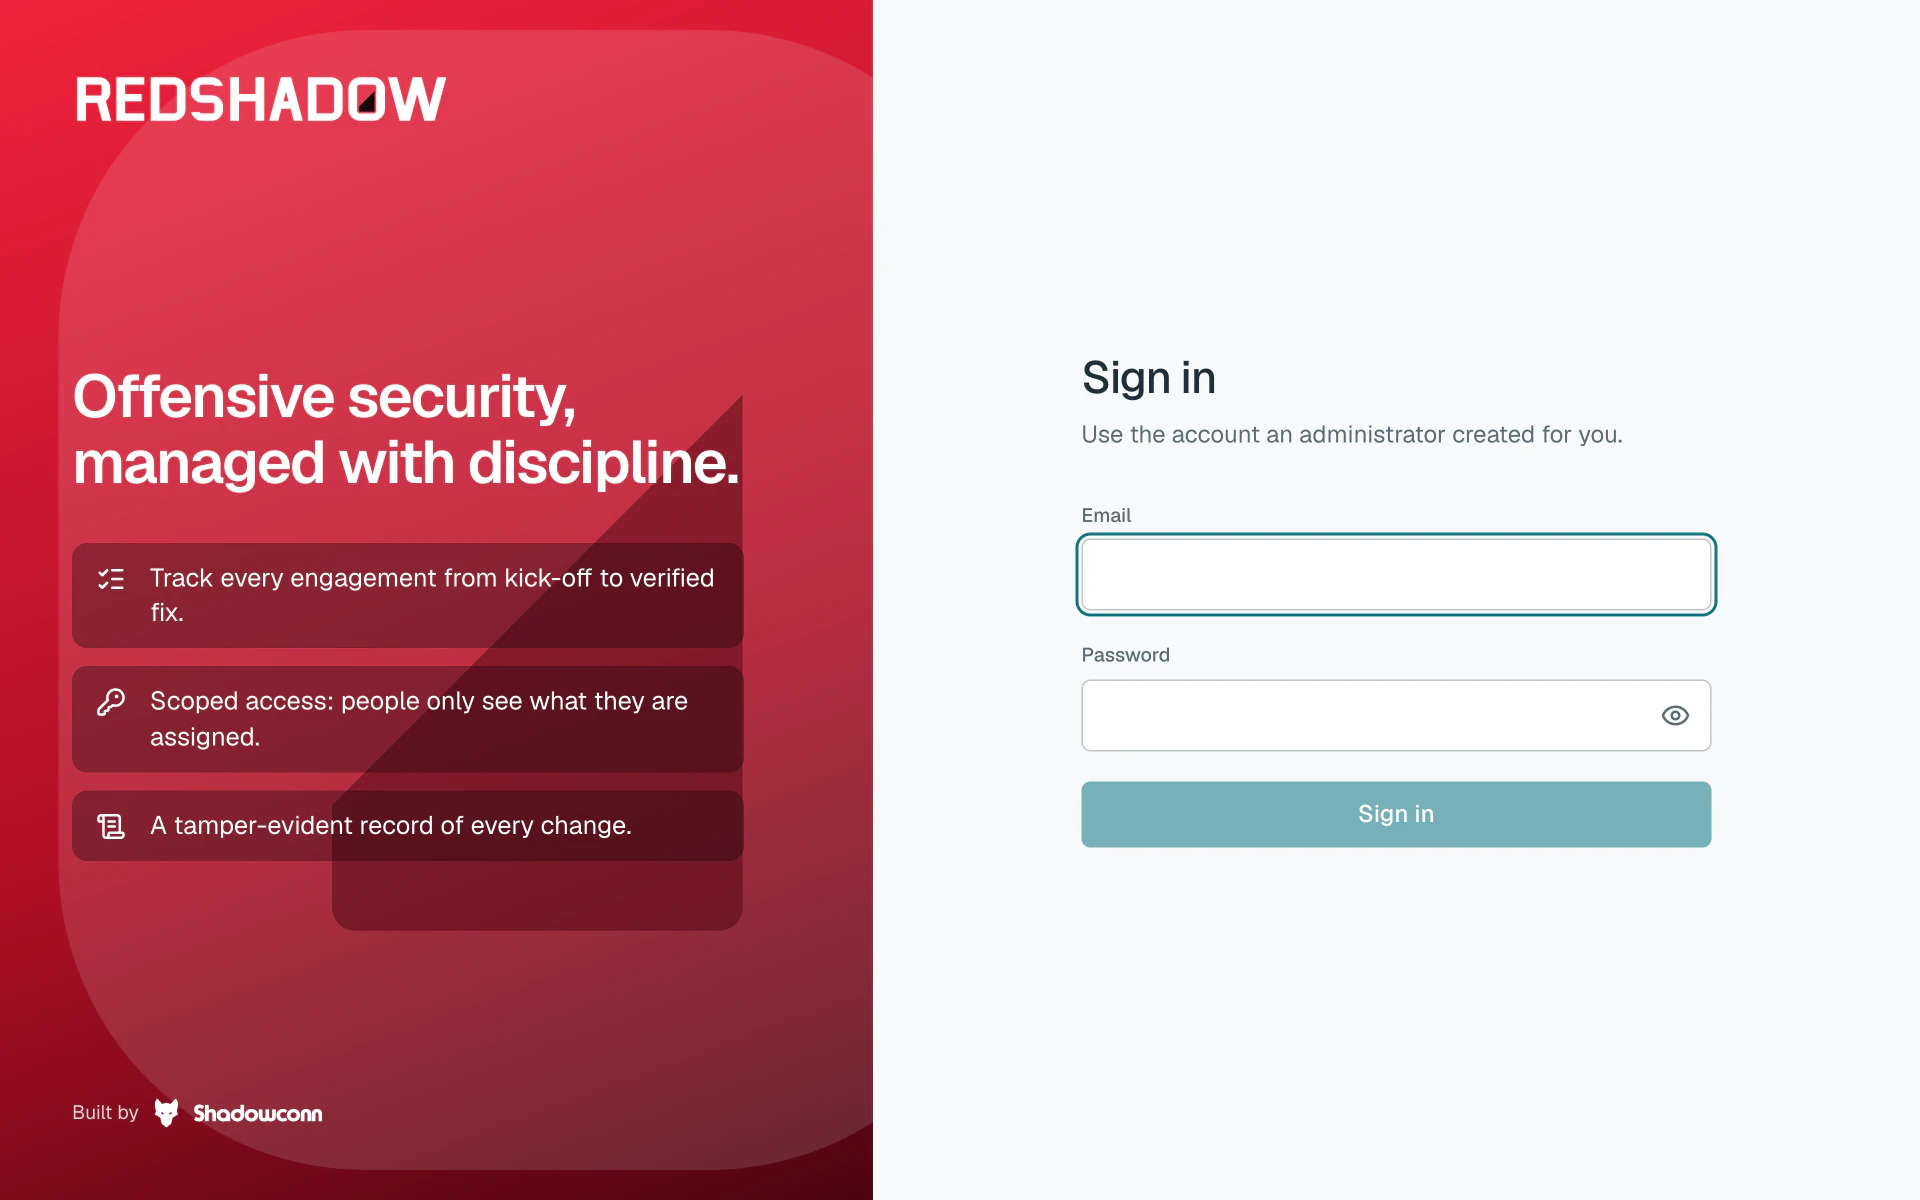 REDSHADOW
Offensive security,
managed with discipline.
Track every engagement from kick-off to verified
fix.
Scoped access: people only see what they are
assigned.
A tamper-evident record of every change.
Built by Shadowconn
Sign in
Use the account an administrator created for you.
Email
Password
Sign in